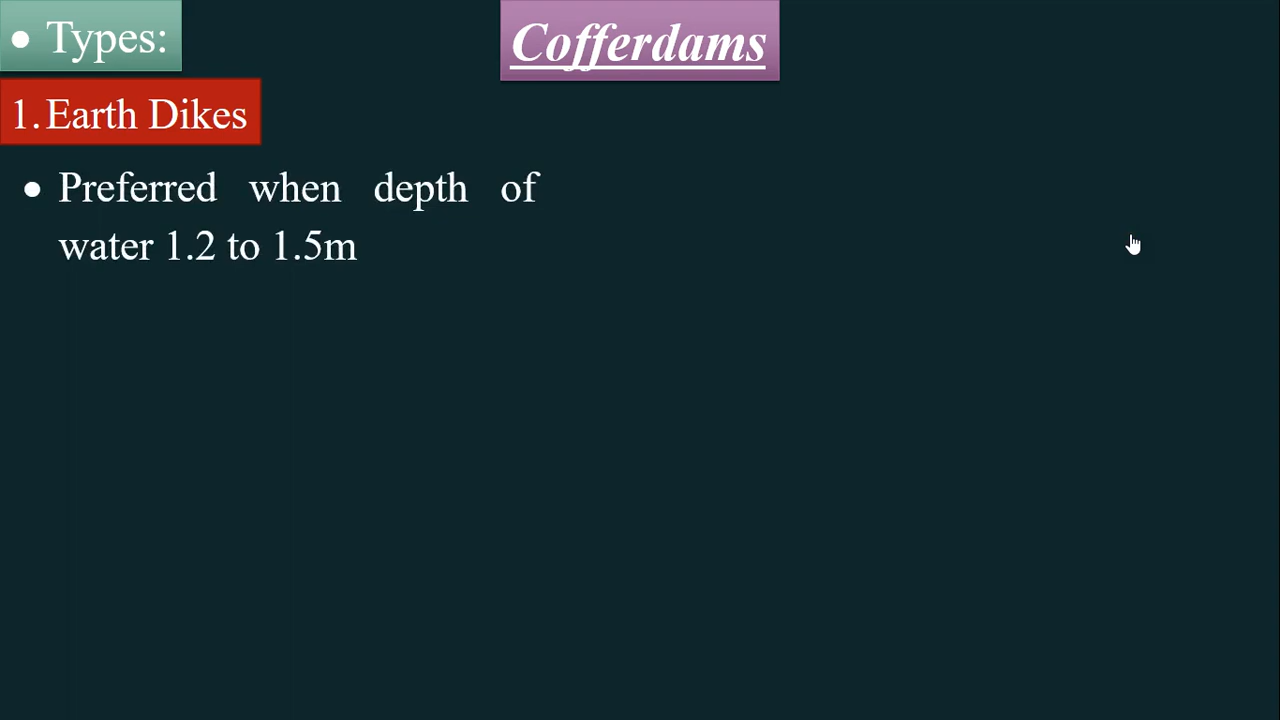 • Types:
Cofferdams
1. Earth Dikes
• Preferred when depth of
water 1.2 to 1.5m